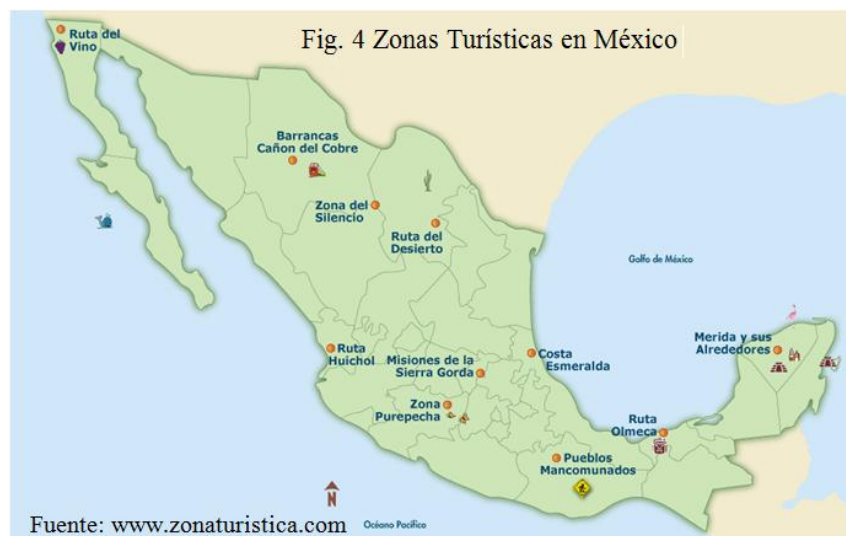 Fig. 4 Zonas Turísticas en México
Ruta del
Vino
Barrancas
Cañon del Cobre
Zona del
Silencio
Ruta del
Desierto
Golfo de México
Ruta
Huichol
Misiones de la
Sierra Gorda
Costa
Esmeralda
Merida y sus
Alrededores
Zona
Purepecha
Ruta
Olmeca
Pueblos
Mancomunados
N
Fuente: www.zonaturistica.com
Océano Pacífico